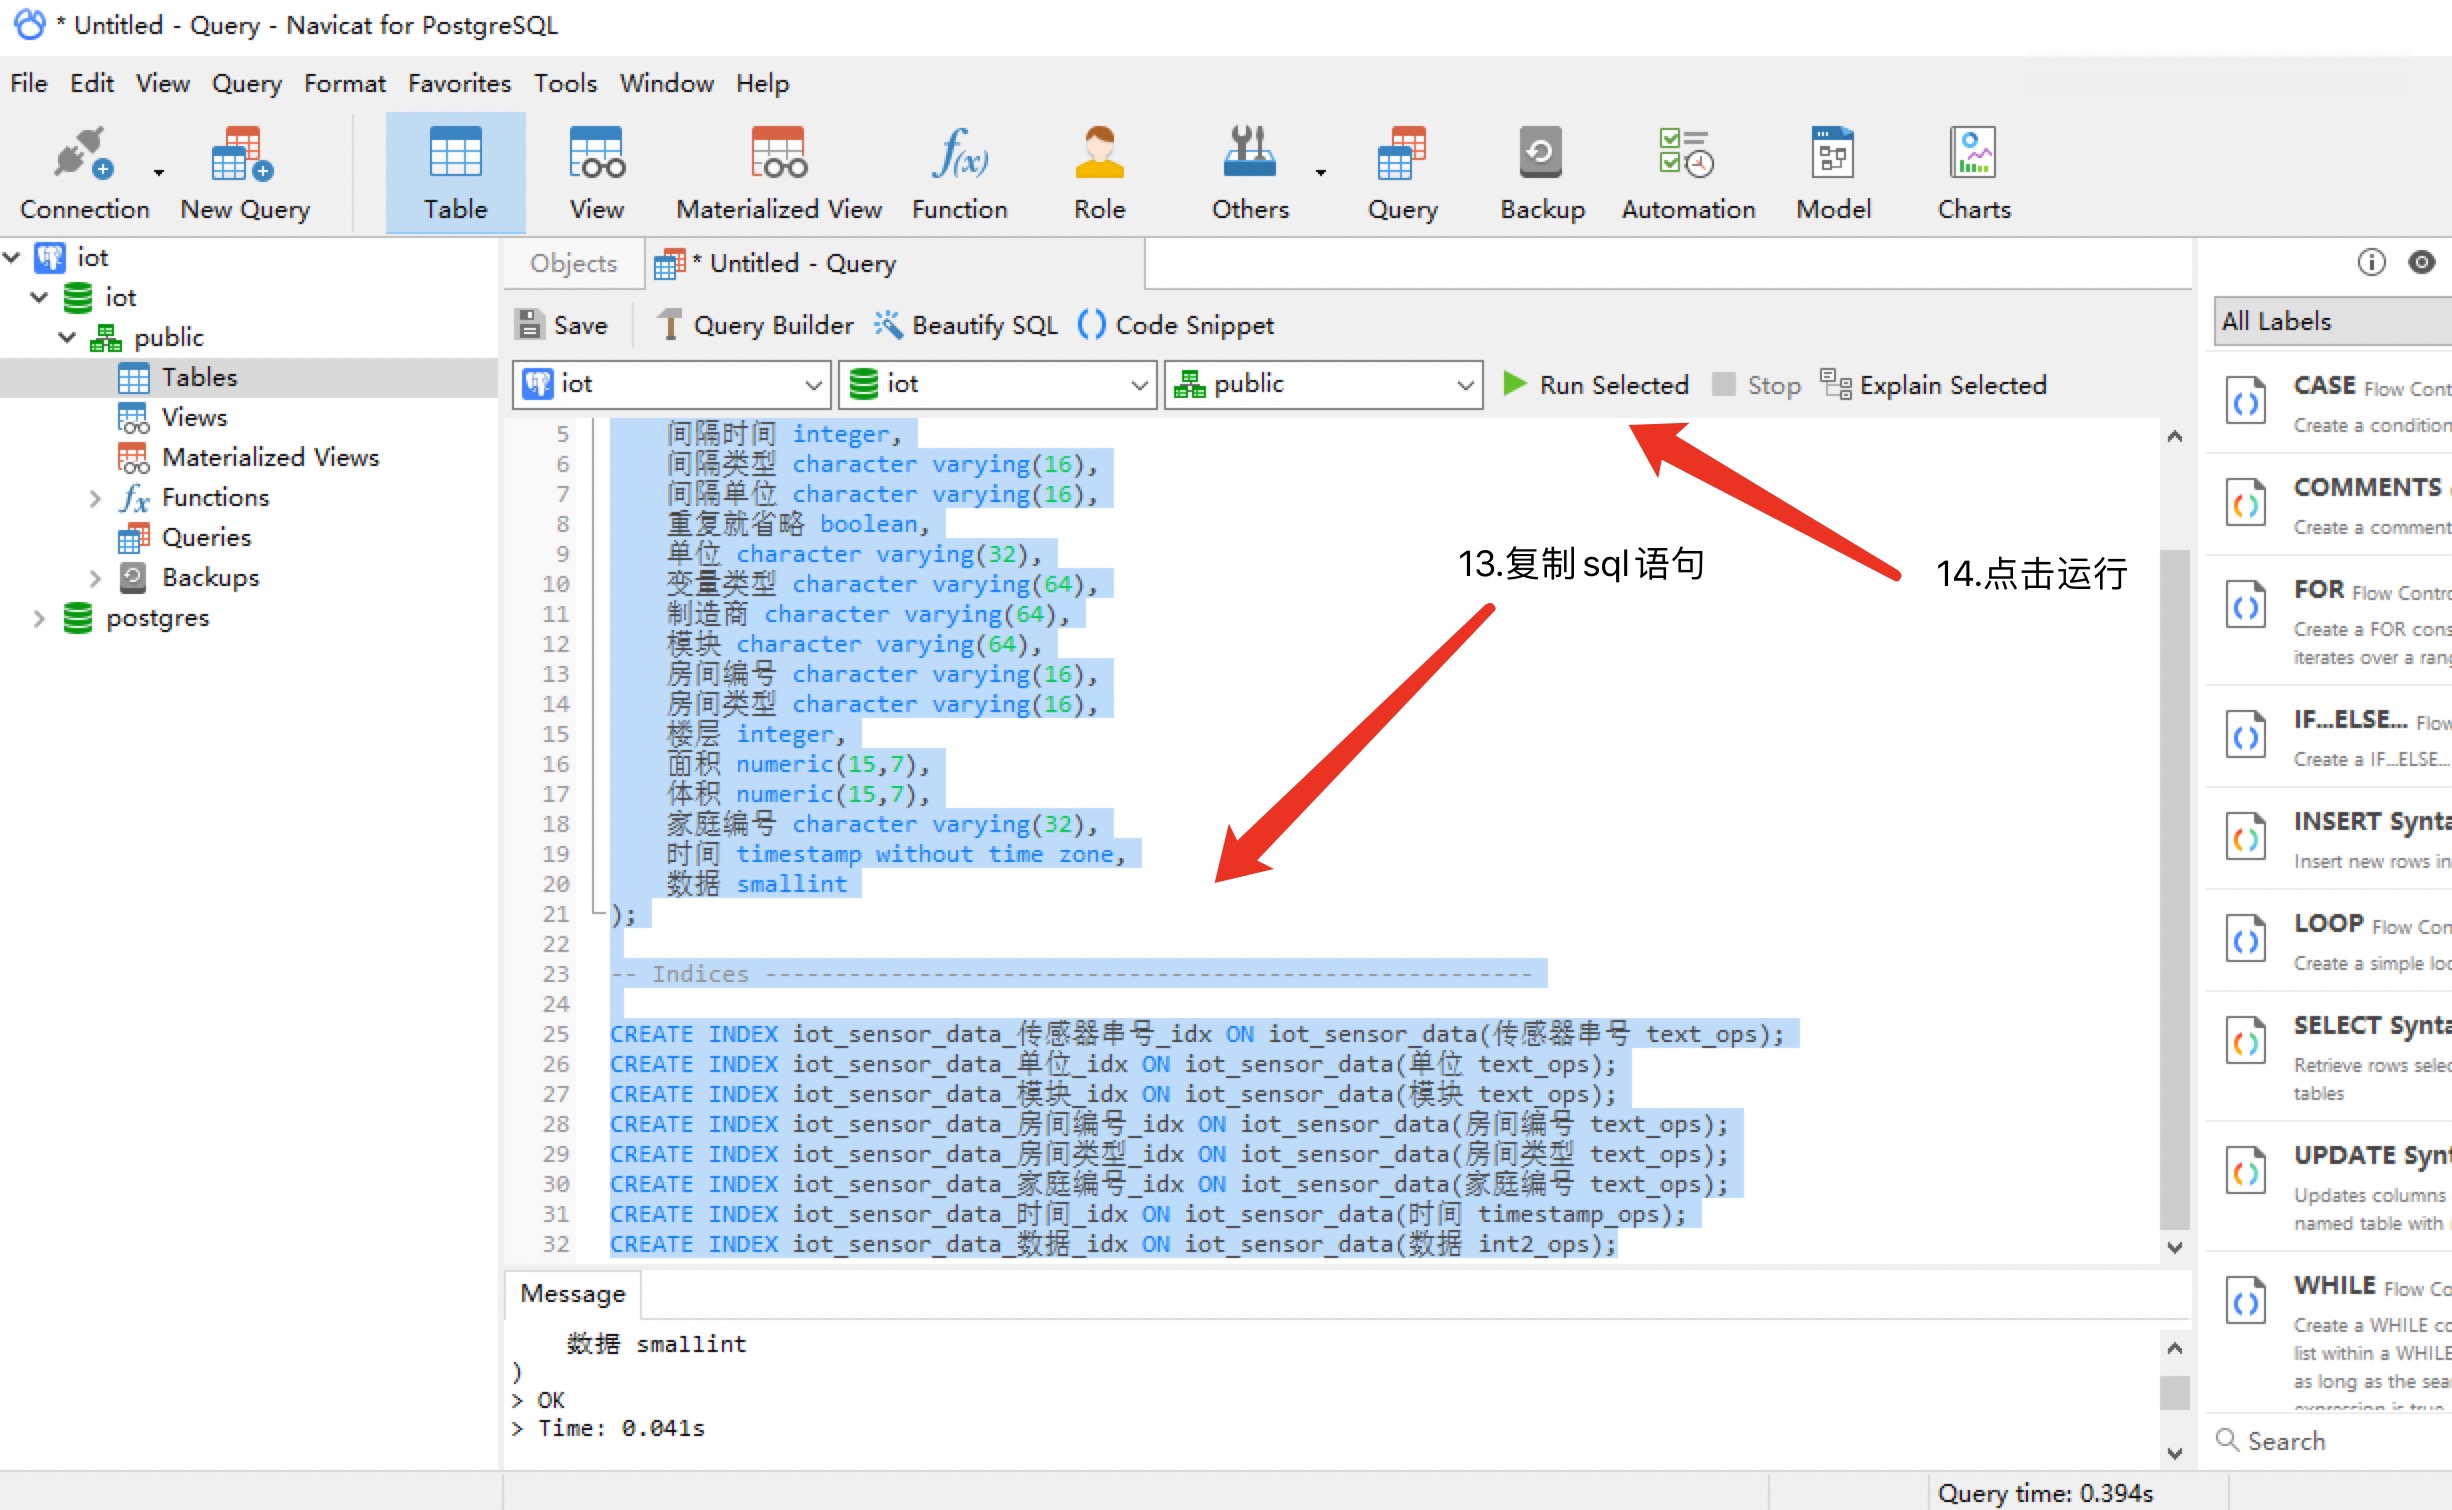 * Untitled - Query - Navicat for PostgreSQL
File Edit View Query Format Favorites Tools Window Help
Connection New Query Table View Materialized View Function Role Others Query Backup Automation Model Charts
iot
iot
public
Tables
Views
Materialized Views
Functions
Queries
Backups
postgres
Objects * Untitled - Query
Save Query Builder Beautify SQL Code Snippet
iot iot public Run Selected Stop Explain Selected
5 间隔时间 integer,
6 间隔类型 character varying(16),
7 间隔单位 character varying(16),
8 重复就省略 boolean,
9 单位 character varying(32),
10 变量类型 character varying(64),
11 制造商 character varying(64),
12 模块 character varying(64),
13 房间编号 character varying(16),
14 房间类型 character varying(16),
15 楼层 integer,
16 面积 numeric(15,7),
17 体积 numeric(15,7),
18 家庭编号 character varying(32),
19 时间 timestamp without time zone,
20 数据 smallint
21 );
22
23 -- Indices -------------------------------------------------------
24
25 CREATE INDEX iot_sensor_data_传感器串号_idx ON iot_sensor_data(传感器串号 text_ops);
26 CREATE INDEX iot_sensor_data_单位_idx ON iot_sensor_data(单位 text_ops);
27 CREATE INDEX iot_sensor_data_模块_idx ON iot_sensor_data(模块 text_ops);
28 CREATE INDEX iot_sensor_data_房间编号_idx ON iot_sensor_data(房间编号 text_ops);
29 CREATE INDEX iot_sensor_data_房间类型_idx ON iot_sensor_data(房间类型 text_ops);
30 CREATE INDEX iot_sensor_data_家庭编号_idx ON iot_sensor_data(家庭编号 text_ops);
31 CREATE INDEX iot_sensor_data_时间_idx ON iot_sensor_data(时间 timestamp_ops);
32 CREATE INDEX iot_sensor_data_数据_idx ON iot_sensor_data(数据 int2_ops);
13.复制sql语句
14.点击运行
Message
数据 smallint
)
> OK
> Time: 0.041s
All Labels
CASE Flow Cont
Create a condition
COMMENTS
Create a comment
FOR Flow Contro
Create a FOR cons
iterates over a rang
IF...ELSE... Flow
Create a IF...ELSE...
INSERT Synta
Insert new rows in
LOOP Flow Con
Create a simple loo
SELECT Synta
Retrieve rows selec
tables
UPDATE Synt
Updates columns
named table with
WHILE Flow Co
Create a WHILE co
list within a WHILE
as long as the sear
expression is true
Search
Query time: 0.394s